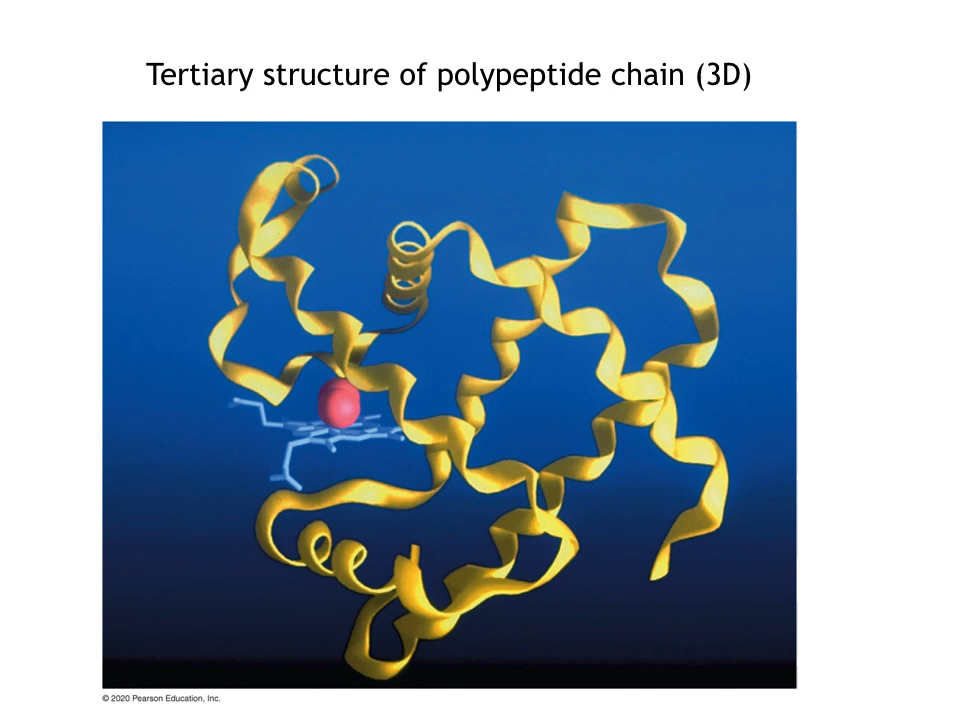 Tertiary structure of polypeptide chain (3D)
© 2020 Pearson Education, Inc.